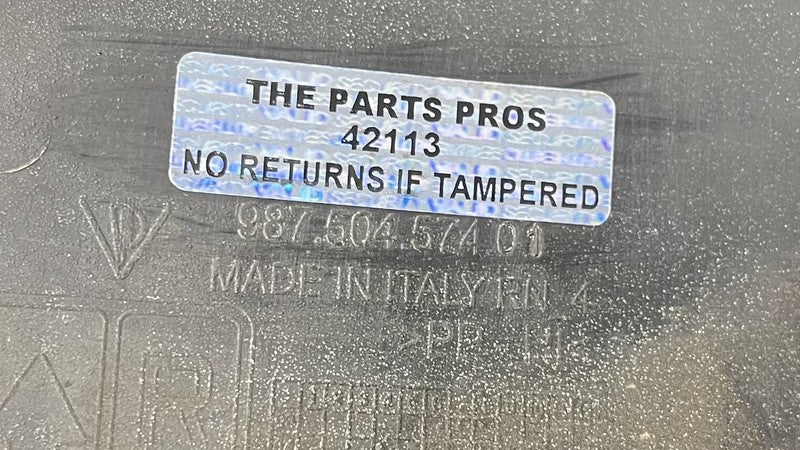 THE PARTS PROS
42113
NO RETURNS IF TAMPERED
987.504.574.01
MADE IN ITALY RN 4
>PP